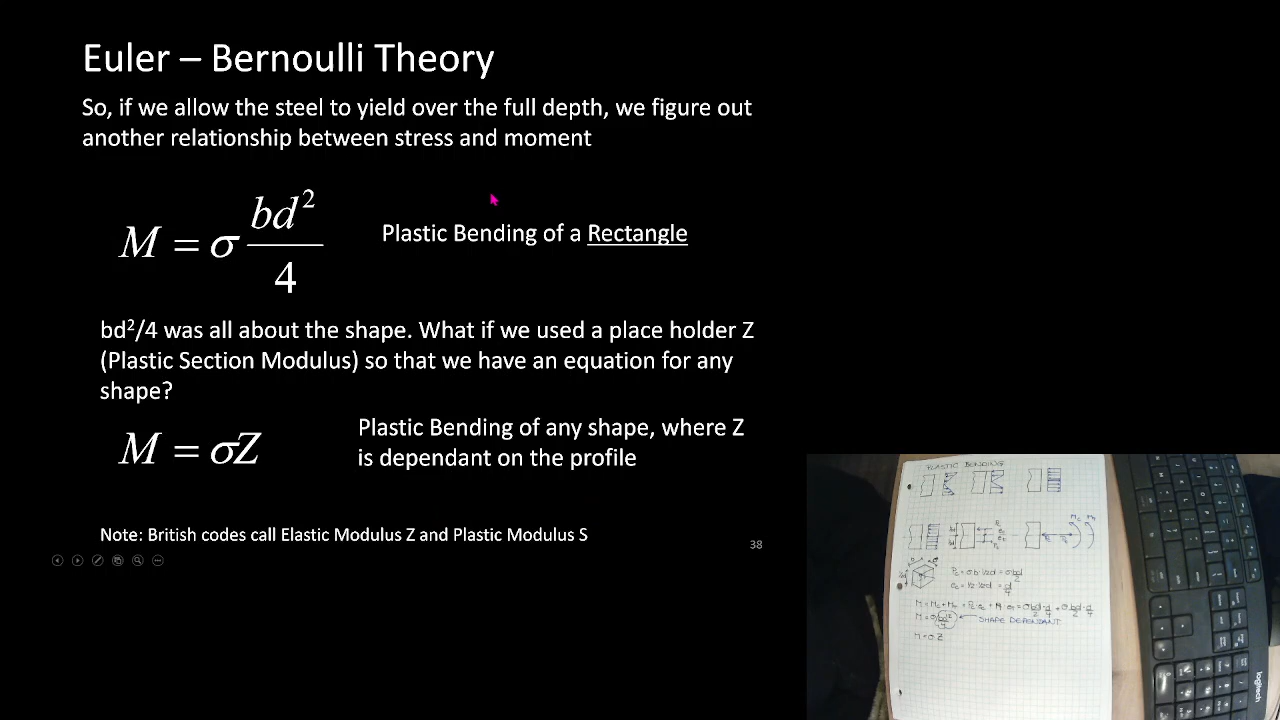 Euler – Bernoulli Theory
So, if we allow the steel to yield over the full depth, we figure out
another relationship between stress and moment
M = σ bd²/4
Plastic Bending of a Rectangle
bd²/4 was all about the shape. What if we used a place holder Z
(Plastic Section Modulus) so that we have an equation for any
shape?
M = σZ
Plastic Bending of any shape, where Z
is dependant on the profile
Note: British codes call Elastic Modulus Z and Plastic Modulus S
38
PLASTIC BENDING
SHAPE DEPENDANT
M = σ.Z
logitech